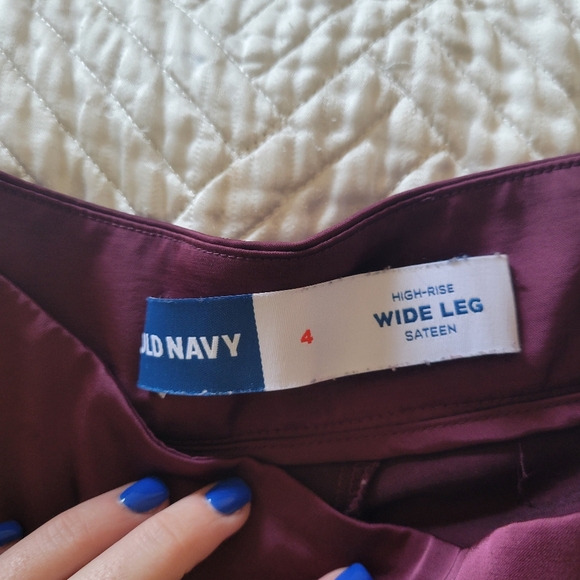 OLD NAVY
4
HIGH-RISE
WIDE LEG
SATEEN